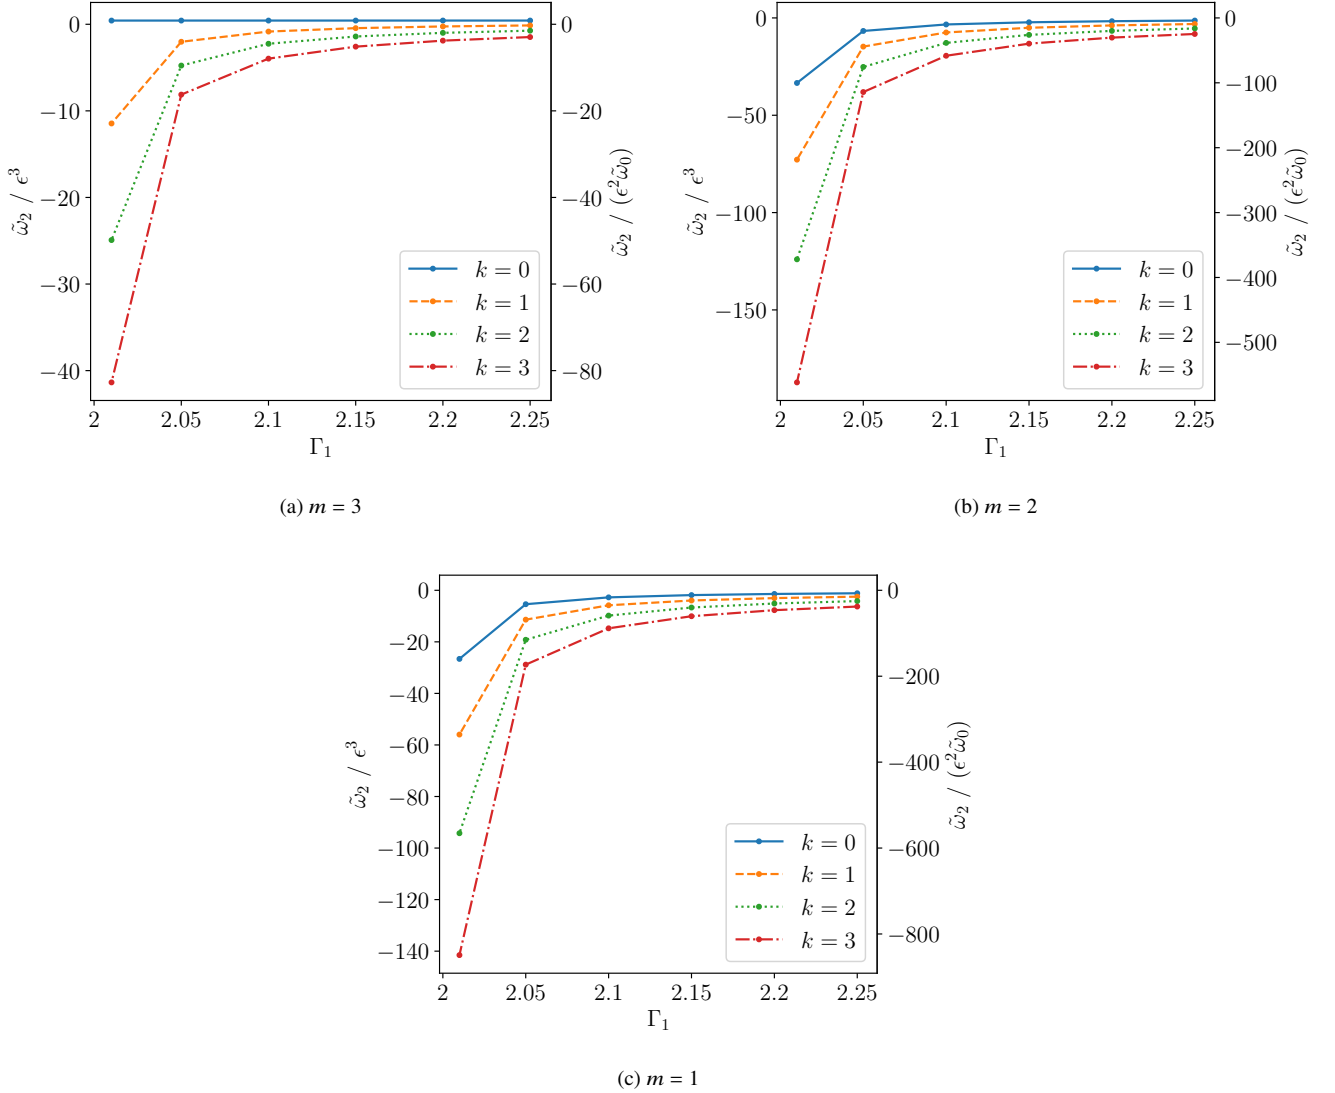 0
−10
−20
−30
−40
0
−20
−40
−60
−80
2 2.05 2.1 2.15 2.2 2.25
Γ₁
ω̃₂ / ϵ³
ω̃₂ / (ϵ²ω̃₀)
k = 0
k = 1
k = 2
k = 3
(a) m = 3
0
−50
−100
−150
0
−100
−200
−300
−400
−500
2 2.05 2.1 2.15 2.2 2.25
Γ₁
ω̃₂ / ϵ³
ω̃₂ / (ϵ²ω̃₀)
k = 0
k = 1
k = 2
k = 3
(b) m = 2
0
−20
−40
−60
−80
−100
−120
−140
0
−200
−400
−600
−800
2 2.05 2.1 2.15 2.2 2.25
Γ₁
ω̃₂ / ϵ³
ω̃₂ / (ϵ²ω̃₀)
k = 0
k = 1
k = 2
k = 3
(c) m = 1